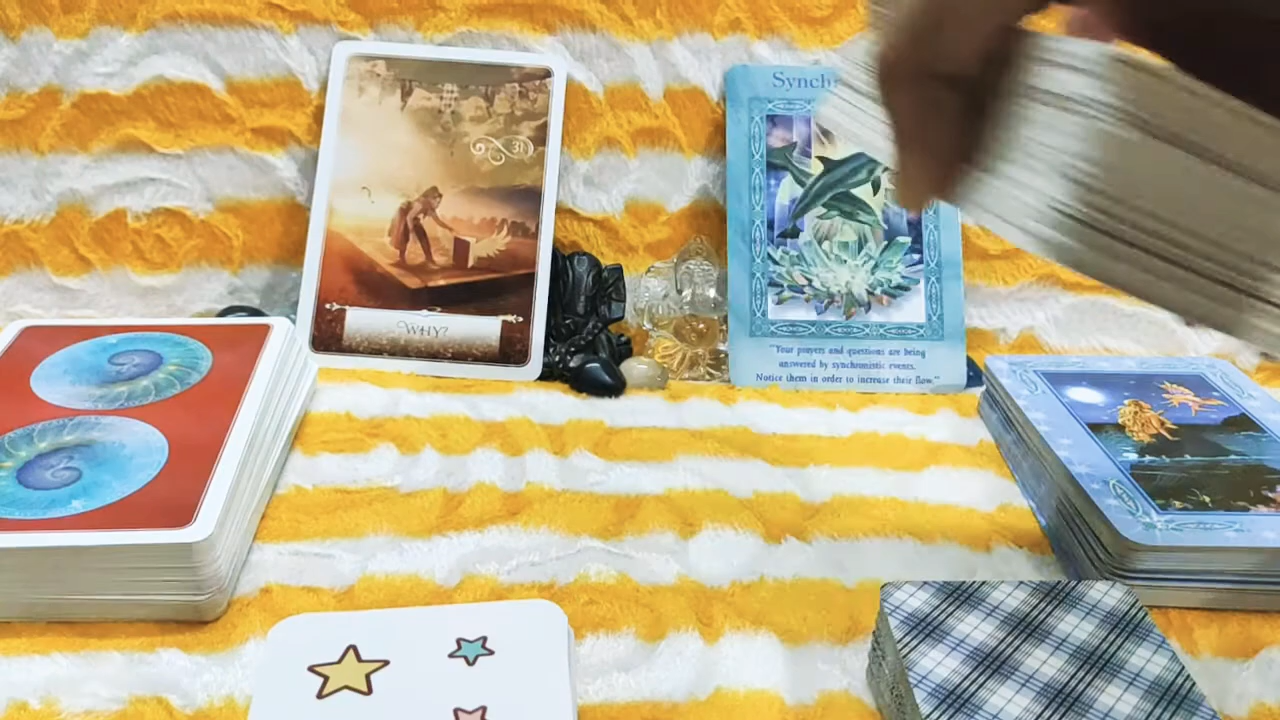 31
WHY?
Synchr
"Your prayers and questions are being
answered by synchronistic events.
Notice them in order to increase their flow."